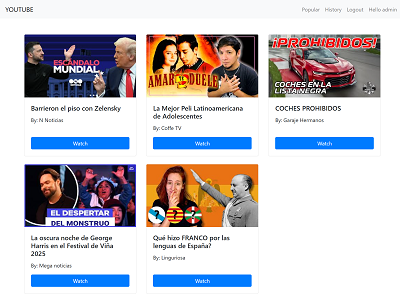 YOUTUBE
Popular History Logout Hello admin
ESCÁNDALO
MUNDIAL
AMAR DUELE
¡PROHIBIDOS!
COCHES EN LA
LISTA NEGRA
Barrieron el piso con Zelensky
La Mejor Peli Latinoamericana
de Adolescentes
COCHES PROHIBIDOS
By: N Noticias
By: Coffe TV
By: Garaje Hermanos
Watch
Watch
Watch
EL DESPERTAR
DEL MONSTRUO
La oscura noche de George
Harris en el Festival de Viña
2025
Qué hizo FRANCO por las
lenguas de España?
By: Mega noticias
By: Linguriosa
Watch
Watch